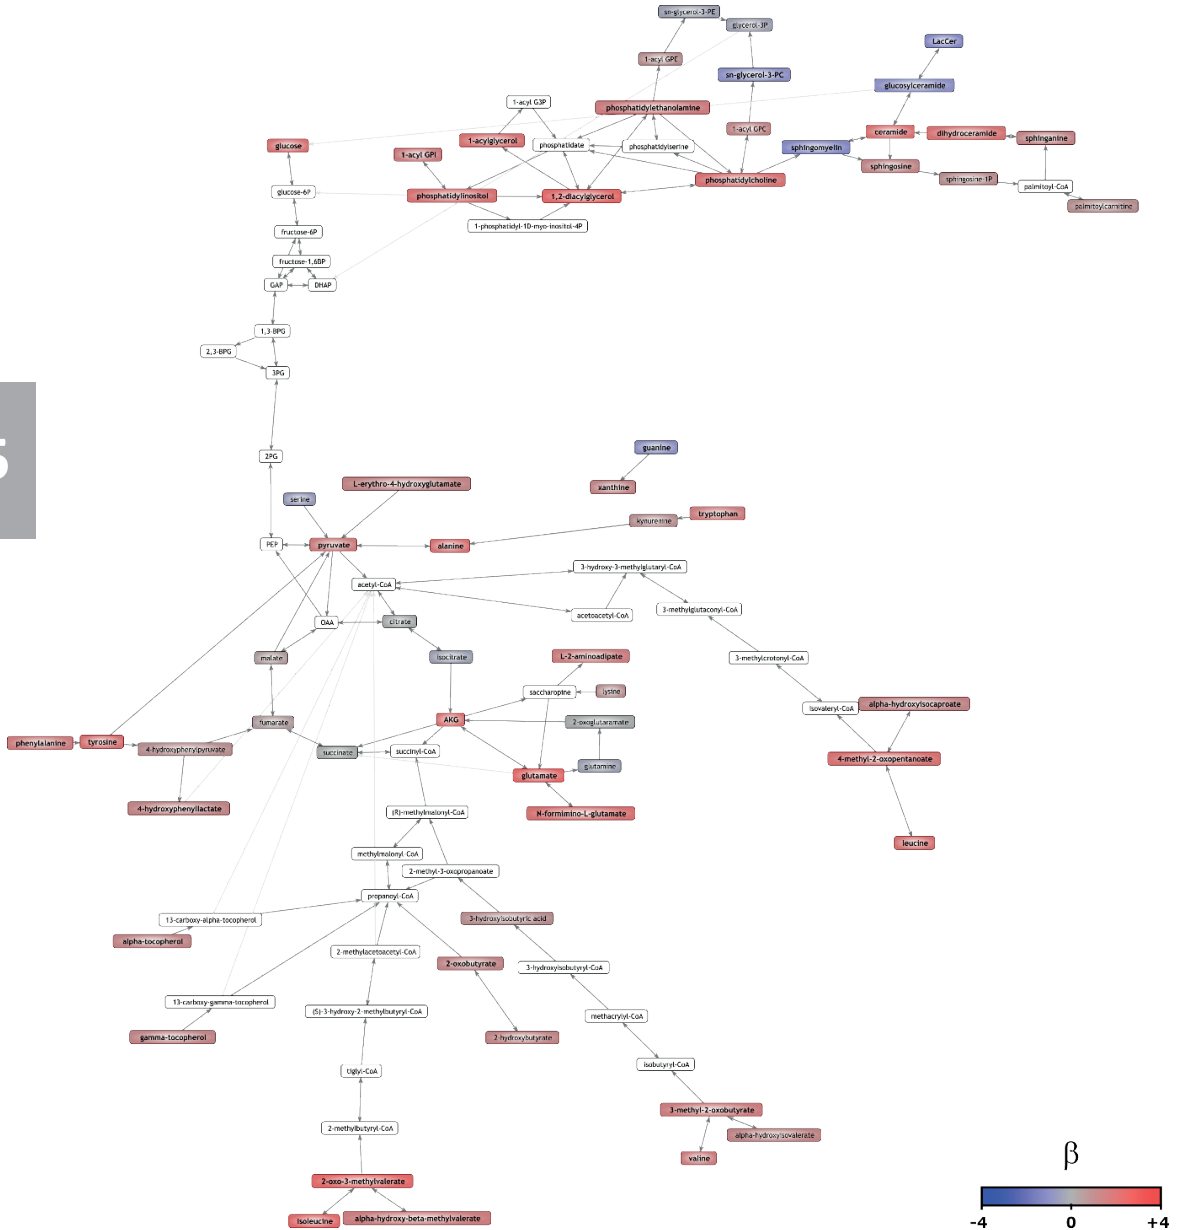 sn-glycerol-3-PE
glycerol-3P
LacCer
1-acyl GPE
sn-glycerol-3-PC
glucosylceramide
1-acyl G3P
phosphatidylethanolamine
1-acyl GPC
ceramide
dihydroceramide
sphinganine
glucose
1-acylglycerol
phosphatidate
phosphatidylserine
sphingomyelin
1-acyl GPI
sphingosine
phosphatidylcholine
sphingosine-1P
palmitoyl-CoA
glucose-6P
phosphatidylinositol
1,2-diacylglycerol
palmitoylcarnitine
1-phosphatidyl-1D-myo-inositol-4P
fructose-6P
fructose-1,6BP
GAP
DHAP
1,3-BPG
2,3-BPG
3PG
guanine
2PG
L-erythro-4-hydroxyglutamate
xanthine
serine
tryptophan
kynurenine
PEP
pyruvate
alanine
3-hydroxy-3-methylglutaryl-CoA
acetyl-CoA
acetoacetyl-CoA
3-methylglutaconyl-CoA
OAA
citrate
malate
isocitrate
L-2-aminoadipate
3-methylcrotonyl-CoA
saccharopine
lysine
isovaleryl-CoA
alpha-hydroxyisocaproate
fumarate
AKG
2-oxoglutaramate
phenylalanine
tyrosine
4-hydroxyphenylpyruvate
succinate
succinyl-CoA
4-methyl-2-oxopentanoate
glutamate
glutamine
4-hydroxyphenyllactate
(R)-methylmalonyl-CoA
N-formimino-L-glutamate
leucine
methylmalonyl-CoA
2-methyl-3-oxopropanoate
propanoyl-CoA
13-carboxy-alpha-tocopherol
3-hydroxyisobutyric acid
alpha-tocopherol
2-methylacetoacetyl-CoA
2-oxobutyrate
3-hydroxyisobutyryl-CoA
13-carboxy-gamma-tocopherol
(S)-3-hydroxy-2-methylbutyryl-CoA
methacrylyl-CoA
gamma-tocopherol
2-hydroxybutyrate
isobutyryl-CoA
tiglyl-CoA
3-methyl-2-oxobutyrate
2-methylbutyryl-CoA
alpha-hydroxyisovalerate
valine
2-oxo-3-methylvalerate
isoleucine
alpha-hydroxy-beta-methylvalerate
β
-4 0 +4